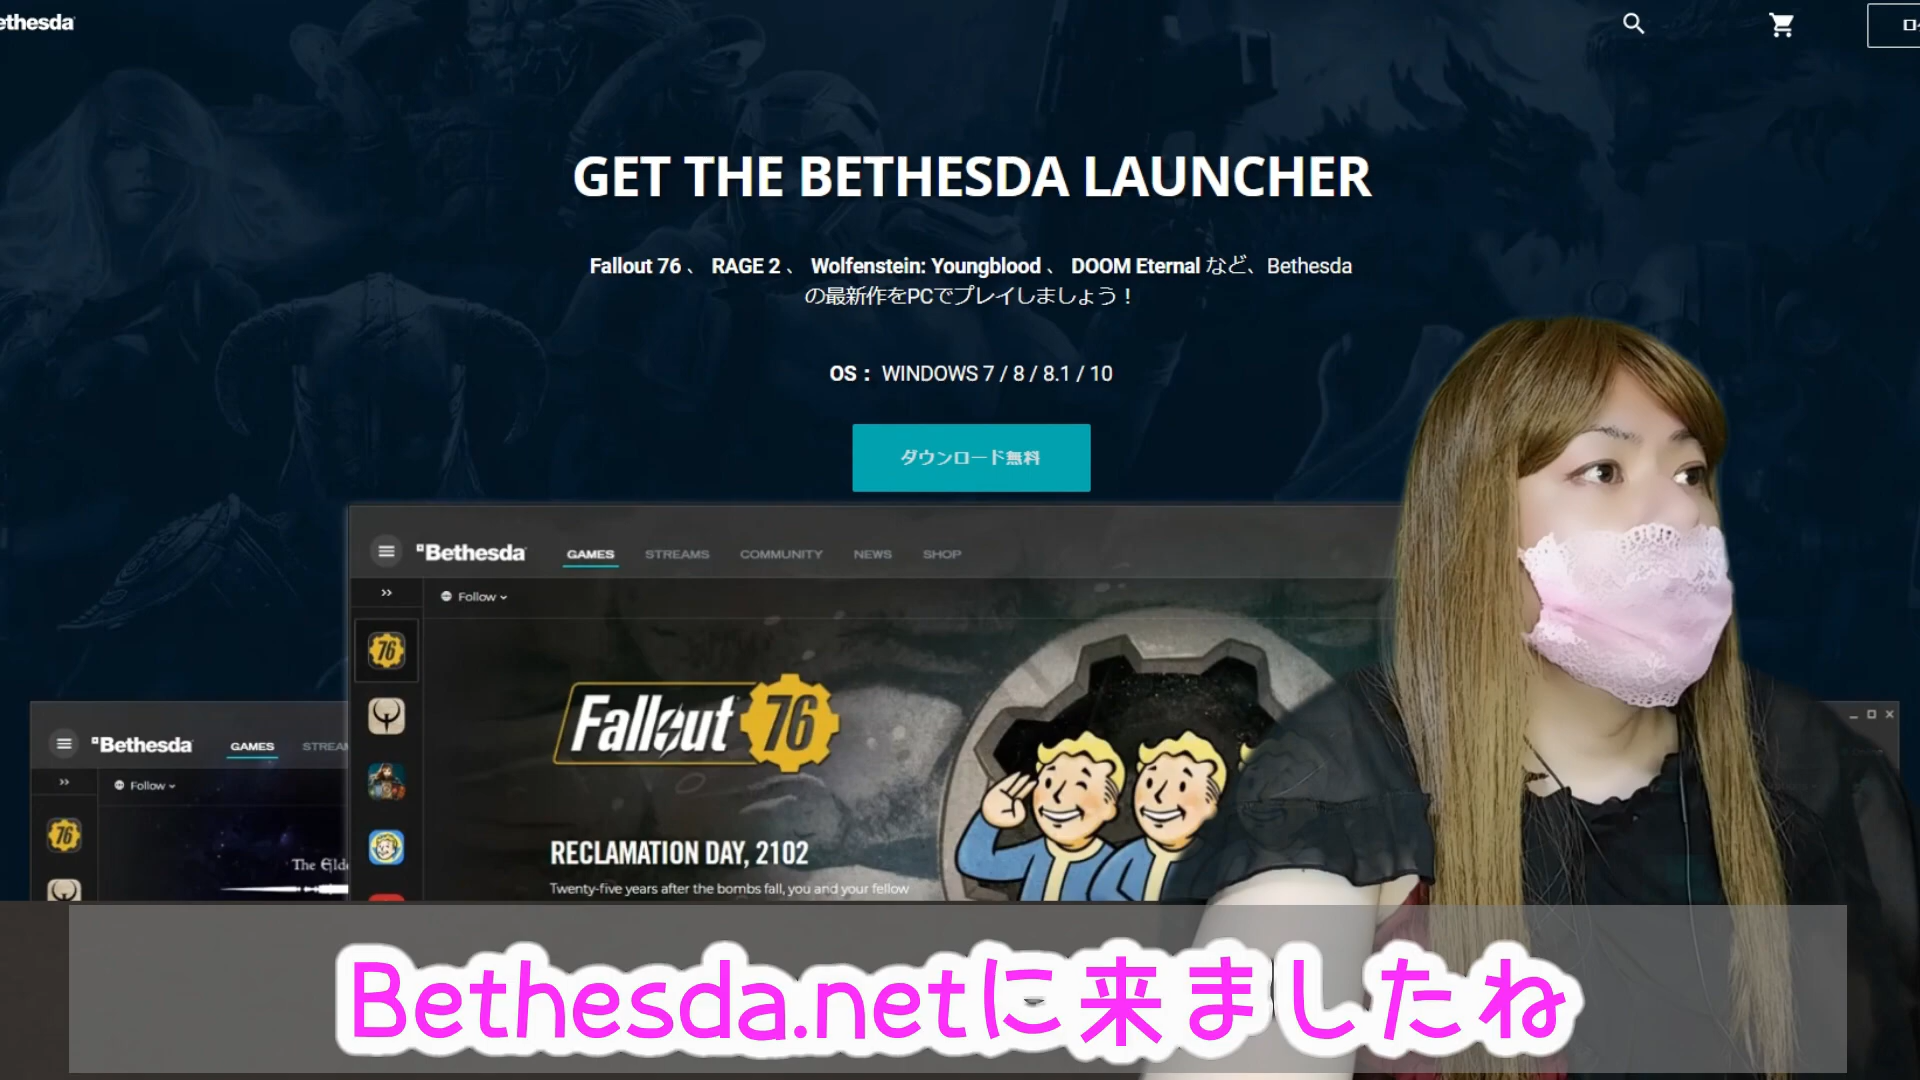 GET THE BETHESDA LAUNCHER
Fallout 76 、 RAGE 2 、 Wolfenstein: Youngblood 、 DOOM Eternal など、Bethesda
の最新作をPCでプレイしましょう！
OS： WINDOWS 7 / 8 / 8.1 / 10
ダウンロード無料
Bethesda GAMES STREAMS COMMUNITY NEWS SHOP
Follow
76
Fallout 76
RECLAMATION DAY, 2102
Twenty-five years after the bombs fall, you and your fellow
Bethesda GAMES
Follow
76
The
Bethesda.netに来ましたね